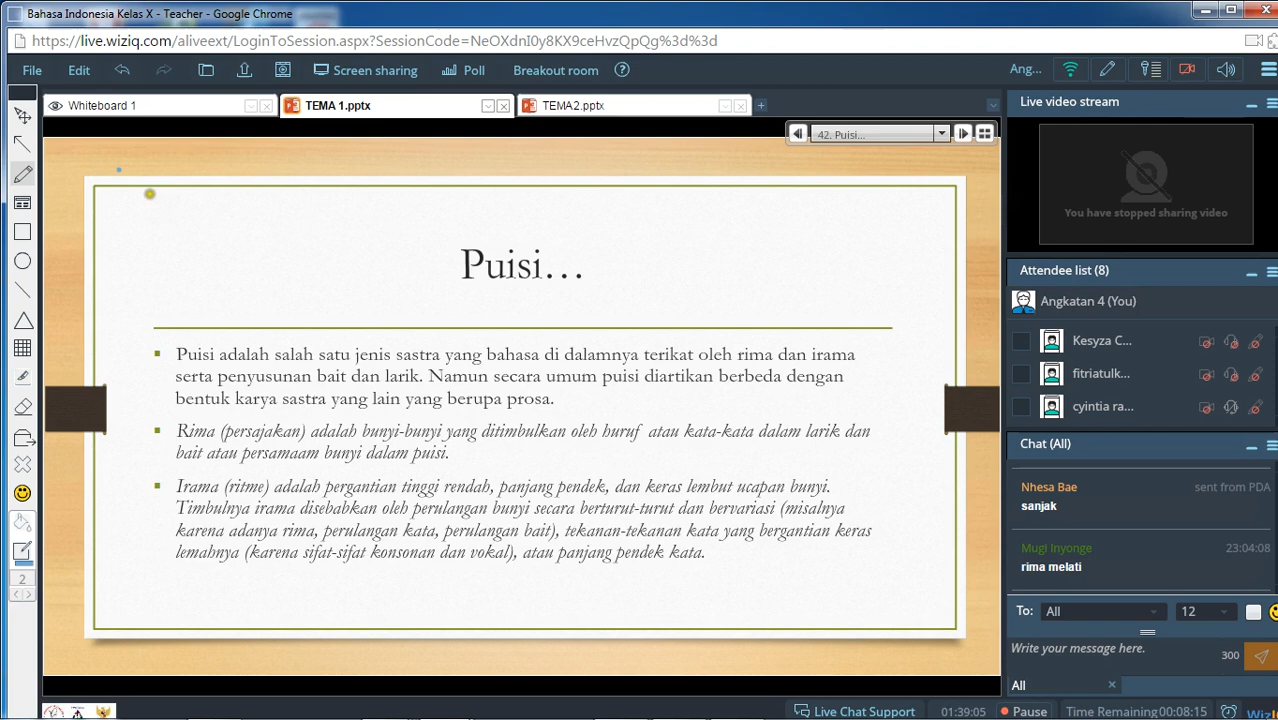 Bahasa Indonesia Kelas X - Teacher - Google Chrome
https://live.wiziq.com/aliveext/LoginToSession.aspx?SessionCode=NeOXdnI0y8KX9ceHvzQpQg%3d%3d
File Edit Screen sharing Poll Breakout room Ang...
Whiteboard 1 TEMA 1.pptx TEMA2.pptx
42. Puisi...
Puisi…
Puisi adalah salah satu jenis sastra yang bahasa di dalamnya terikat oleh rima dan irama
serta penyusunan bait dan larik. Namun secara umum puisi diartikan berbeda dengan
bentuk karya sastra yang lain yang berupa prosa.
Rima (persajakan) adalah bunyi-bunyi yang ditimbulkan oleh huruf atau kata-kata dalam larik dan
bait atau persamaam bunyi dalam puisi.
Irama (ritme) adalah pergantian tinggi rendah, panjang pendek, dan keras lembut ucapan bunyi.
Timbulnya irama disebabkan oleh perulangan bunyi secara berturut-turut dan bervariasi (misalnya
karena adanya rima, perulangan kata, perulangan bait), tekanan-tekanan kata yang bergantian keras
lemahnya (karena sifat-sifat konsonan dan vokal), atau panjang pendek kata.
2
Live video stream
You have stopped sharing video
Attendee list (8)
Angkatan 4 (You)
Kesyza C...
fitriatulk...
cyintia ra...
Chat (All)
Nhesa Bae sent from PDA
sanjak
Mugi Inyonge 23:04:08
rima melati
To: All 12
Write your message here. 300
All
Live Chat Support 01:39:05 Pause Time Remaining 00:08:15